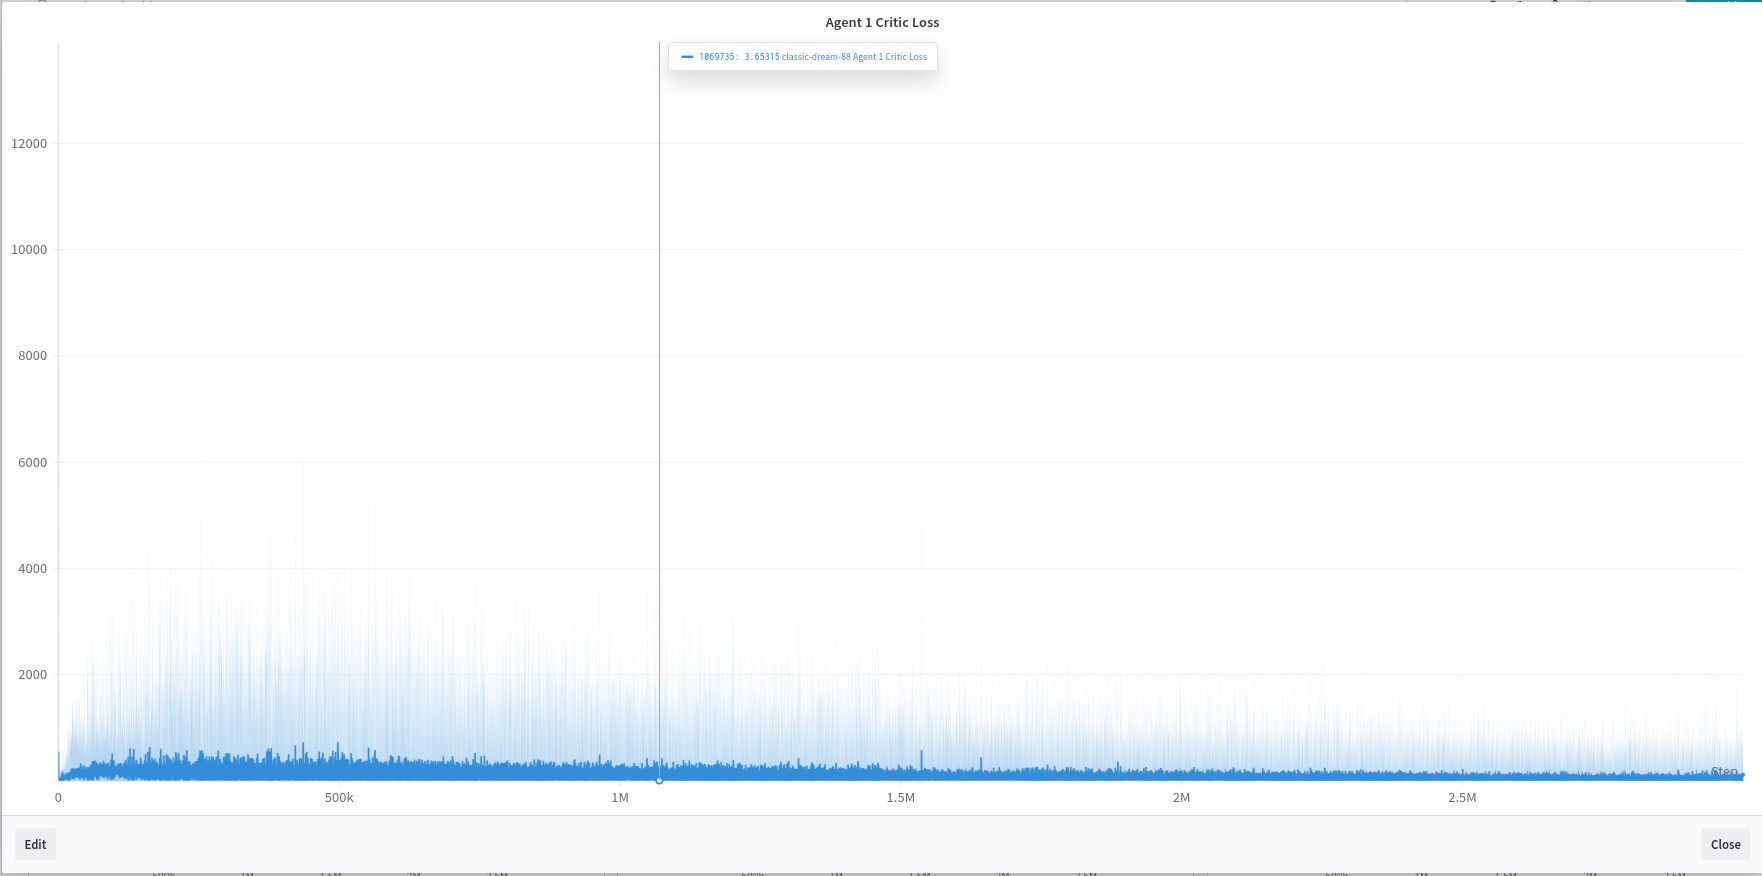 Agent 1 Critic Loss
1069735: 3.65315 classic-dream-88 Agent 1 Critic Loss
12000
10000
8000
6000
4000
2000
Step
0 500k 1M 1.5M 2M 2.5M
Edit Close